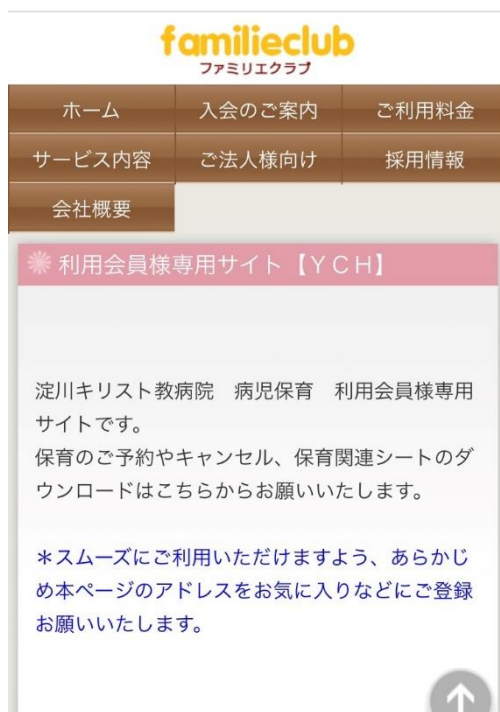 familieclub
ファミリエクラブ
ホーム
入会のご案内
ご利用料金
サービス内容
ご法人様向け
採用情報
会社概要
利用会員様専用サイト【ＹＣＨ】
淀川キリスト教病院　病児保育　利用会員様専用
サイトです。
保育のご予約やキャンセル、保育関連シートのダ
ウンロードはこちらからお願いいたします。
＊スムーズにご利用いただけますよう、あらかじ
め本ページのアドレスをお気に入りなどにご登録
お願いいたします。